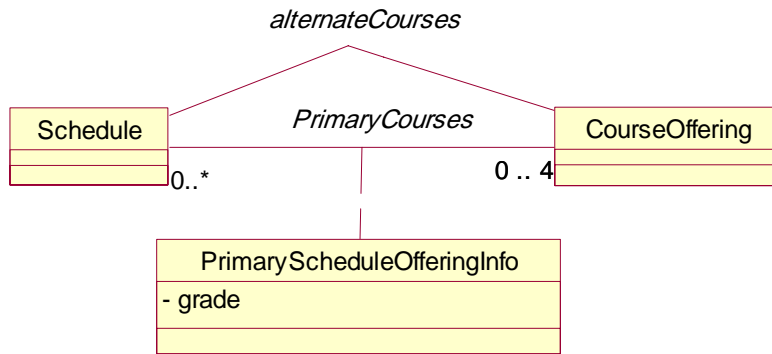 alternateCourses
Schedule
PrimaryCourses
CourseOffering
0..*
0 .. 4
PrimaryScheduleOfferingInfo
- grade